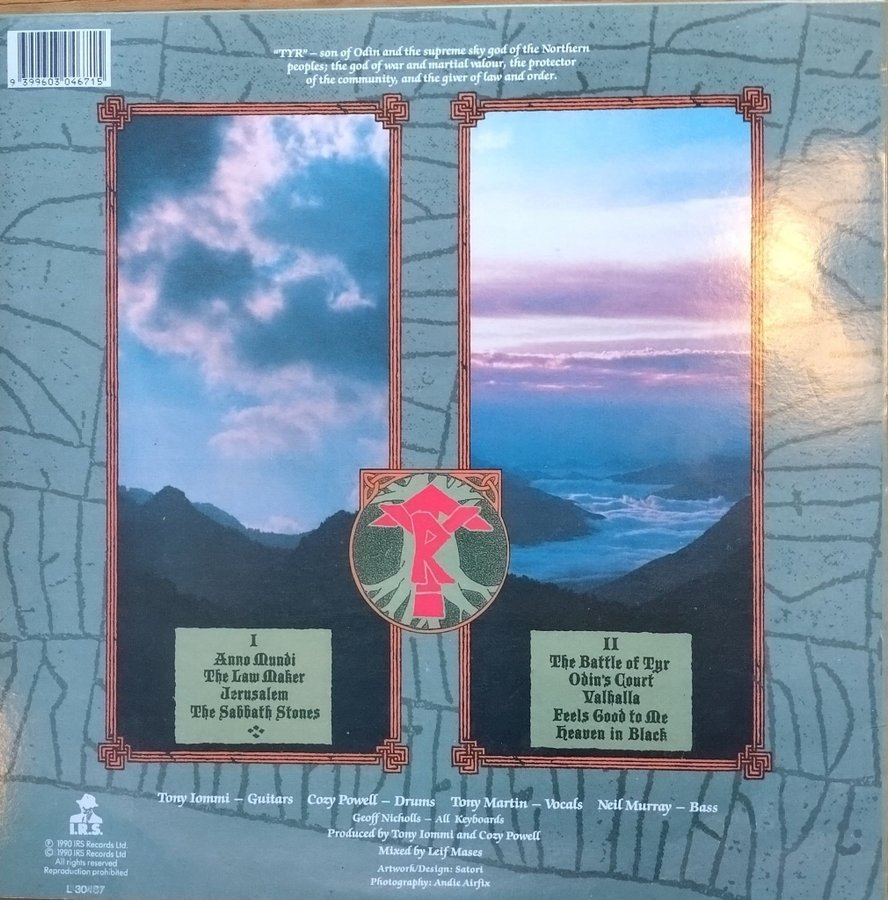 "TYR" – son of Odin and the supreme sky god of the Northern
peoples; the god of war and martial valour, the protector
of the community, and the giver of law and order.
9 399603 046715
I
Anno Mundi
The Law Maker
Jerusalem
The Sabbath Stones
II
The Battle of Tyr
Odin's Court
Valhalla
Feels Good to Me
Heaven in Black
Tony Iommi – Guitars Cozy Powell – Drums Tony Martin – Vocals Neil Murray – Bass
Geoff Nicholls – All Keyboards
Produced by Tony Iommi and Cozy Powell
Mixed by Leif Mases
Artwork/Design: Satori
Photography: Andie Airfix
I.R.S.
℗ 1990 IRS Records Ltd.
© 1990 IRS Records Ltd
All rights reserved
Reproduction prohibited
L 30467